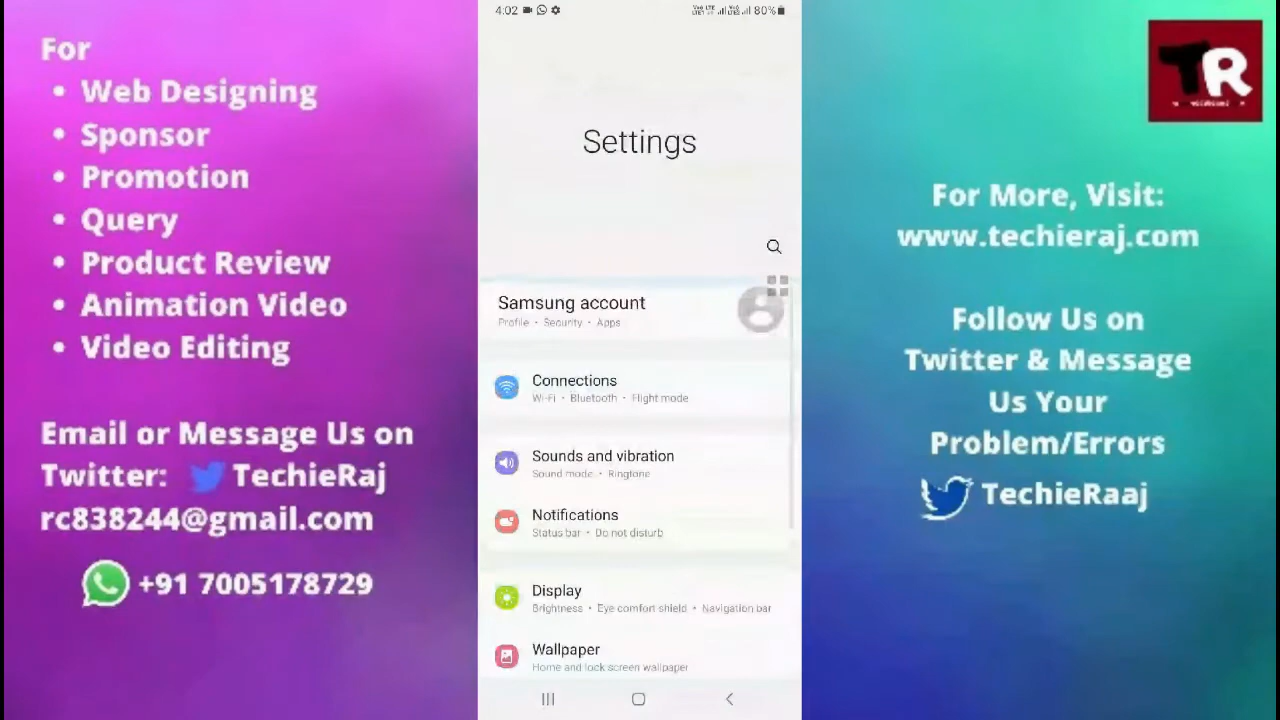 For
• Web Designing
• Sponsor
• Promotion
• Query
• Product Review
• Animation Video
• Video Editing
Email or Message Us on
Twitter: TechieRaj
rc838244@gmail.com
+91 7005178729
4:02
80%
Settings
Samsung account
Profile • Security • Apps
Connections
Wi-Fi • Bluetooth • Flight mode
Sounds and vibration
Sound mode • Ringtone
Notifications
Status bar • Do not disturb
Display
Brightness • Eye comfort shield • Navigation bar
Wallpaper
Home and lock screen wallpaper
TR
For More, Visit:
www.techieraj.com
Follow Us on
Twitter & Message
Us Your
Problem/Errors
TechieRaaj